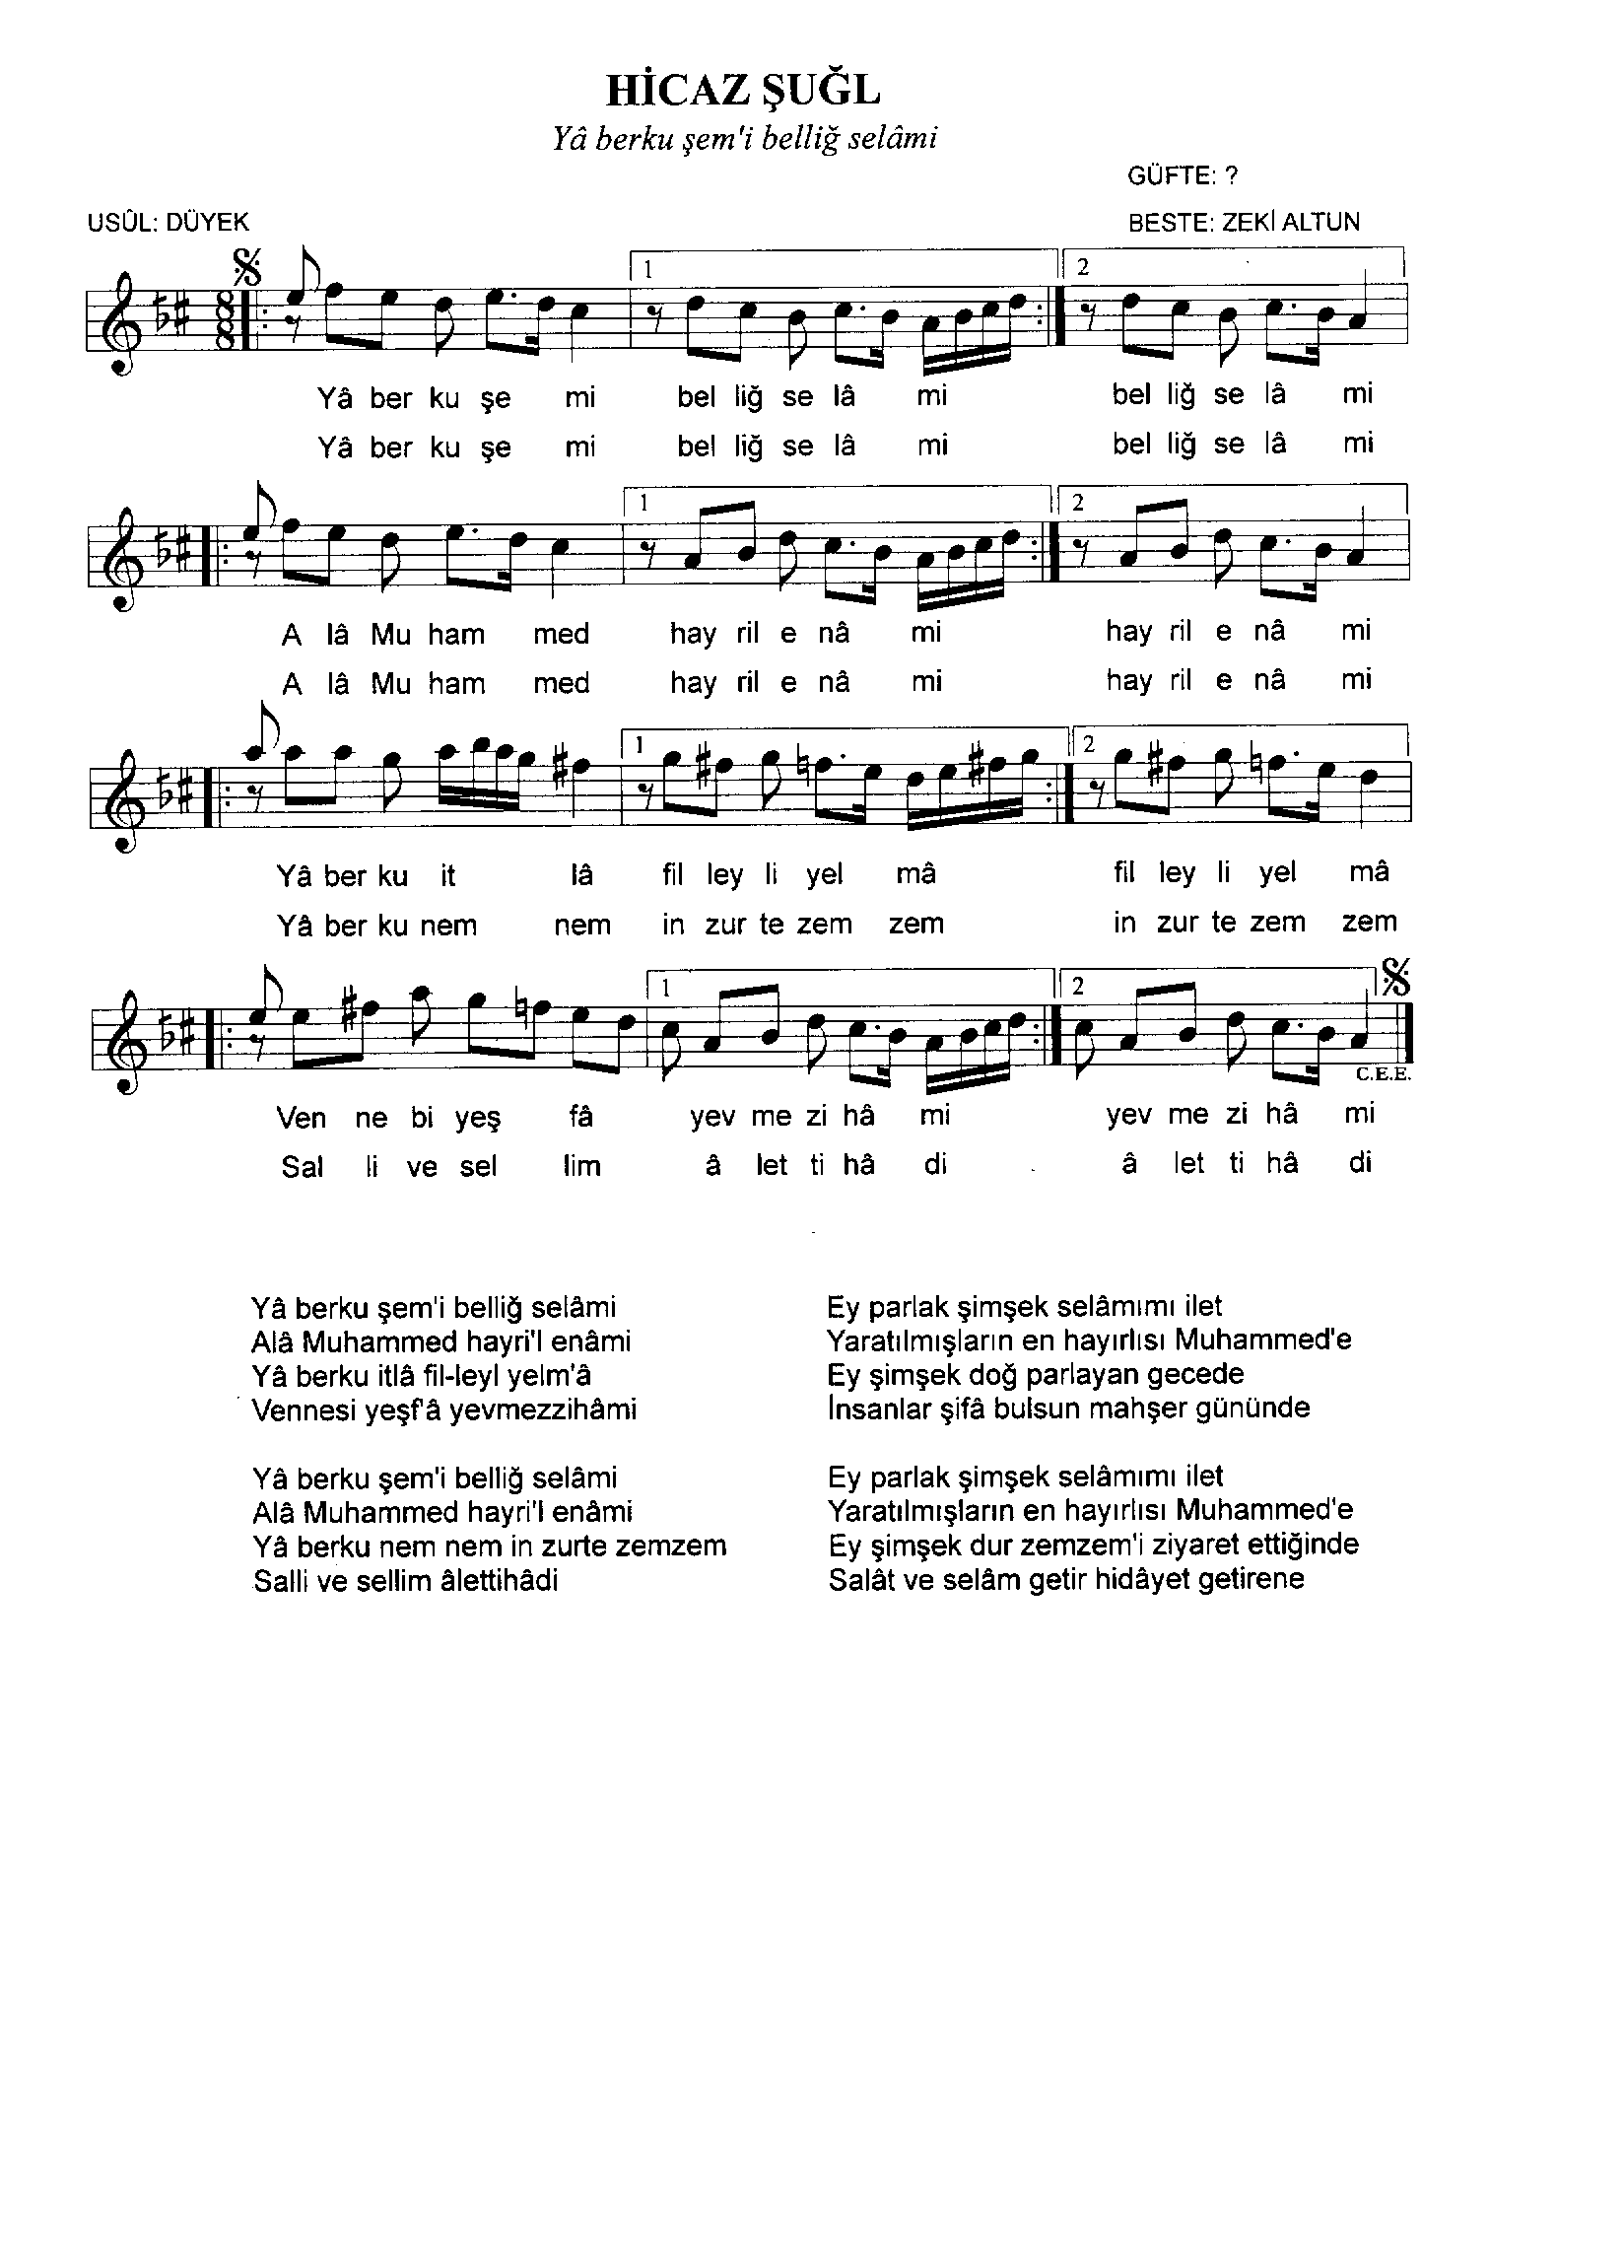 HİCAZ ŞUĞL
Yâ berku şem'i belliğ selâmi
GÜFTE: ?
USÛL: DÜYEK
BESTE: ZEKİ ALTUN
8 8
1 2
Yâ ber ku şe mi bel liğ se lâ mi bel liğ se lâ mi
Yâ ber ku şe mi bel liğ se lâ mi bel liğ se lâ mi
1 2
A lâ Mu ham med hay ril e nâ mi hay ril e nâ mi
A lâ Mu ham med hay ril e nâ mi hay ril e nâ mi
1 2
Yâ ber ku it lâ fil ley li yel mâ fil ley li yel mâ
Yâ ber ku nem nem in zur te zem zem in zur te zem zem
1 2
C.E.E.
Ven ne bi yeş fâ yev me zi hâ mi yev me zi hâ mi
Sal li ve sel lim â let ti hâ di â let ti hâ di
Yâ berku şem'i belliğ selâmi
Alâ Muhammed hayri'l enâmi
Yâ berku itlâ fil-leyl yelm'â
Vennesi yeşf'â yevmezzihâmi
Yâ berku şem'i belliğ selâmi
Alâ Muhammed hayri'l enâmi
Yâ berku nem nem in zurte zemzem
Salli ve sellim âlettihâdi
Ey parlak şimşek selâmımı ilet
Yaratılmışların en hayırlısı Muhammed'e
Ey şimşek doğ parlayan gecede
İnsanlar şifâ bulsun mahşer gününde
Ey parlak şimşek selâmımı ilet
Yaratılmışların en hayırlısı Muhammed'e
Ey şimşek dur zemzem'i ziyaret ettiğinde
Salât ve selâm getir hidâyet getirene